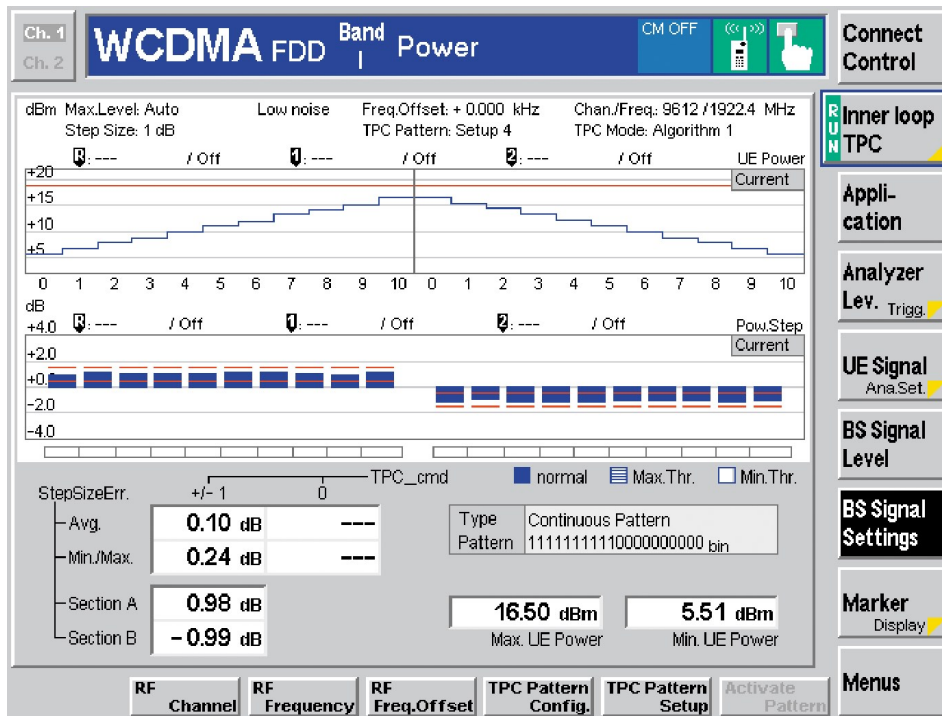 Ch. 1
Ch. 2
WCDMA FDD Band I Power
CM OFF
Connect Control
dBm Max.Level: Auto Low noise Freq.Offset: + 0.000 kHz Chan./Freq.: 9612 /1922.4 MHz
Step Size: 1 dB TPC Pattern: Setup 4 TPC Mode: Algorithm 1
R: --- / Off 1: --- / Off 2: --- / Off UE Power
Current
+20
+15
+10
+5
0 1 2 3 4 5 6 7 8 9 10 0 1 2 3 4 5 6 7 8 9 10
dB
+4.0 R: --- / Off 1: --- / Off 2: --- / Off Pow.Step
Current
+2.0
+0.
-2.0
-4.0
TPC_cmd normal Max.Thr. Min.Thr.
StepSizeErr. +/- 1 0
Avg. 0.10 dB ---
Min./Max. 0.24 dB ---
Type Continuous Pattern
Pattern 11111111110000000000 bin
Section A 0.98 dB
Section B - 0.99 dB
16.50 dBm 5.51 dBm
Max. UE Power Min. UE Power
RUN
Inner loop TPC
Appli-
cation
Analyzer
Lev. Trigg.
UE Signal
Ana.Set.
BS Signal
Level
BS Signal
Settings
Marker
Display
Menus
RF Channel
RF Frequency
RF Freq.Offset
TPC Pattern Config.
TPC Pattern Setup
Activate Pattern